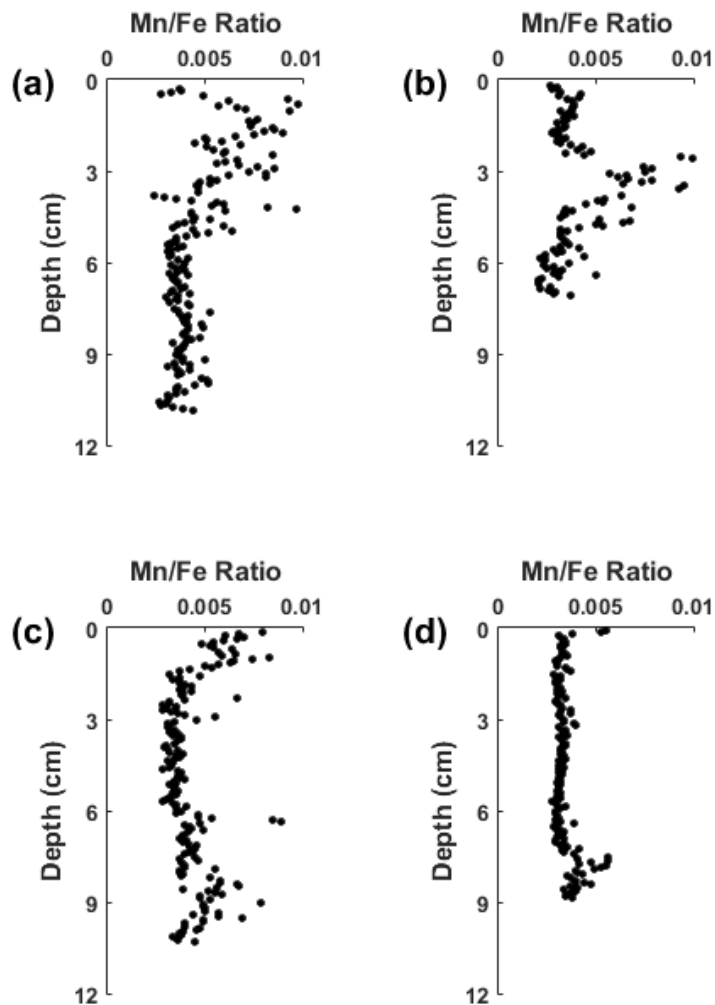 Mn/Fe Ratio Mn/Fe Ratio
0 0.005 0.01 0 0.005 0.01
(a) 0 (b) 0
3 3
Depth (cm) Depth (cm)
6 6
9 9
12 12
Mn/Fe Ratio Mn/Fe Ratio
0 0.005 0.01 0 0.005 0.01
(c) 0 (d) 0
3 3
Depth (cm) Depth (cm)
6 6
9 9
12 12